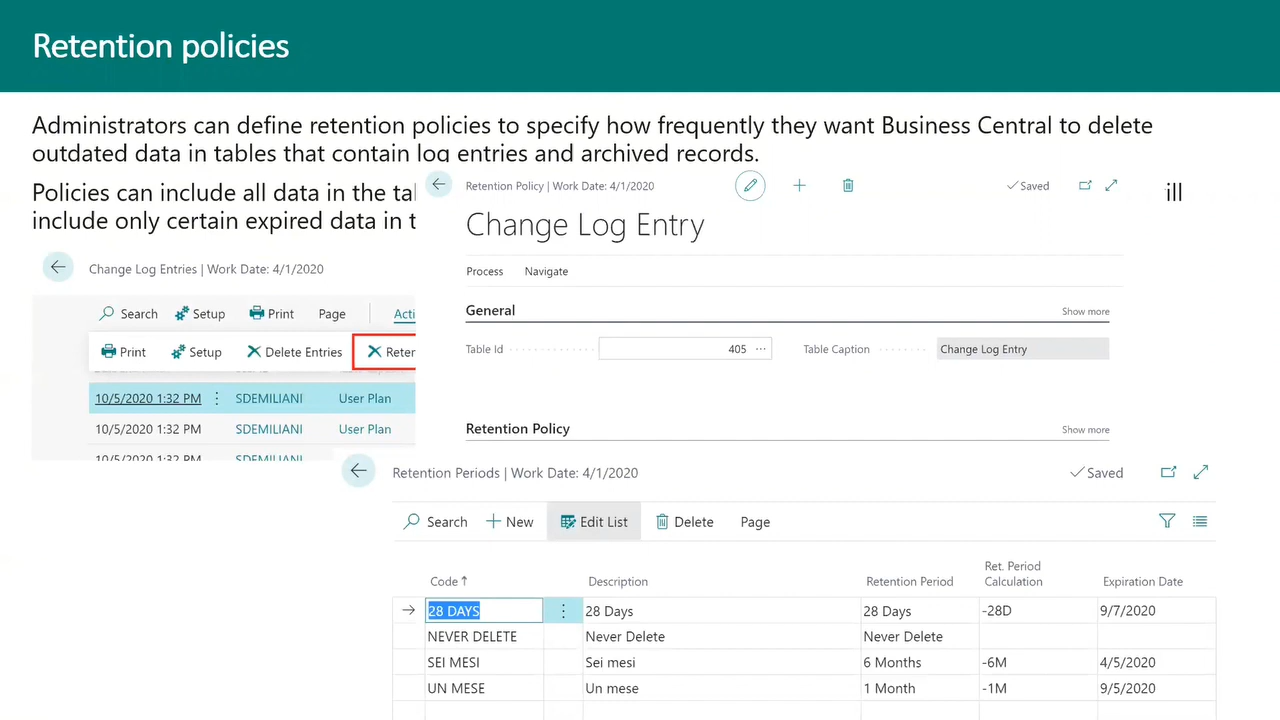 Retention policies
Administrators can define retention policies to specify how frequently they want Business Central to delete
outdated data in tables that contain log entries and archived records.
Policies can include all data in the
include only certain expired data in
Retention Policy | Work Date: 4/1/2020
Saved
Change Log Entry
Process Navigate
General Show more
Table Id 405 Table Caption Change Log Entry
Retention Policy Show more
Change Log Entries | Work Date: 4/1/2020
Search Setup Print Page
Print Setup Delete Entries
10/5/2020 1:32 PM SDEMILIANI User Plan
10/5/2020 1:32 PM SDEMILIANI User Plan
10/5/2020 1:32 PM SDEMILIANI
Retention Periods | Work Date: 4/1/2020 Saved
Search New Edit List Delete Page
Code Description Retention Period Ret. Period Calculation Expiration Date
28 DAYS 28 Days 28 Days -28D 9/7/2020
NEVER DELETE Never Delete Never Delete
SEI MESI Sei mesi 6 Months -6M 4/5/2020
UN MESE Un mese 1 Month -1M 9/5/2020